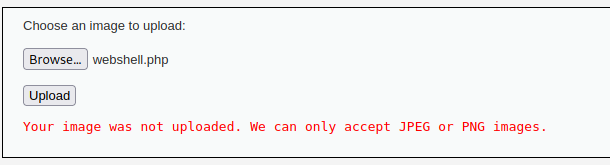 Choose an image to upload:
Browse... webshell.php
Upload
Your image was not uploaded. We can only accept JPEG or PNG images.